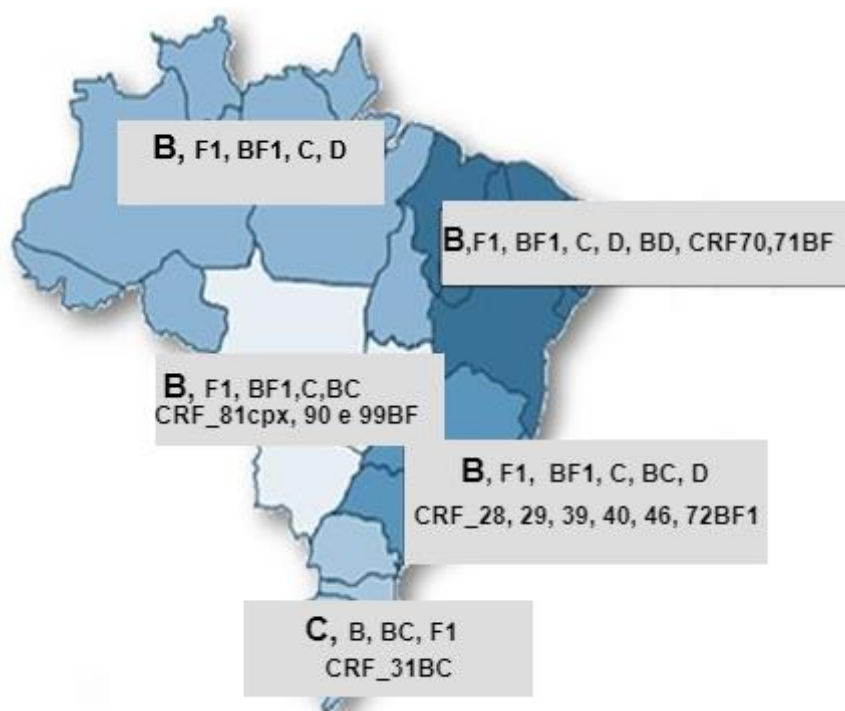 B, F1, BF1, C, D
B,F1, BF1, C, D, BD, CRF70,71BF
B, F1, BF1,C,BC
CRF_81cpx, 90 e 99BF
B, F1, BF1, C, BC, D
CRF_28, 29, 39, 40, 46, 72BF1
C, B, BC, F1
CRF_31BC